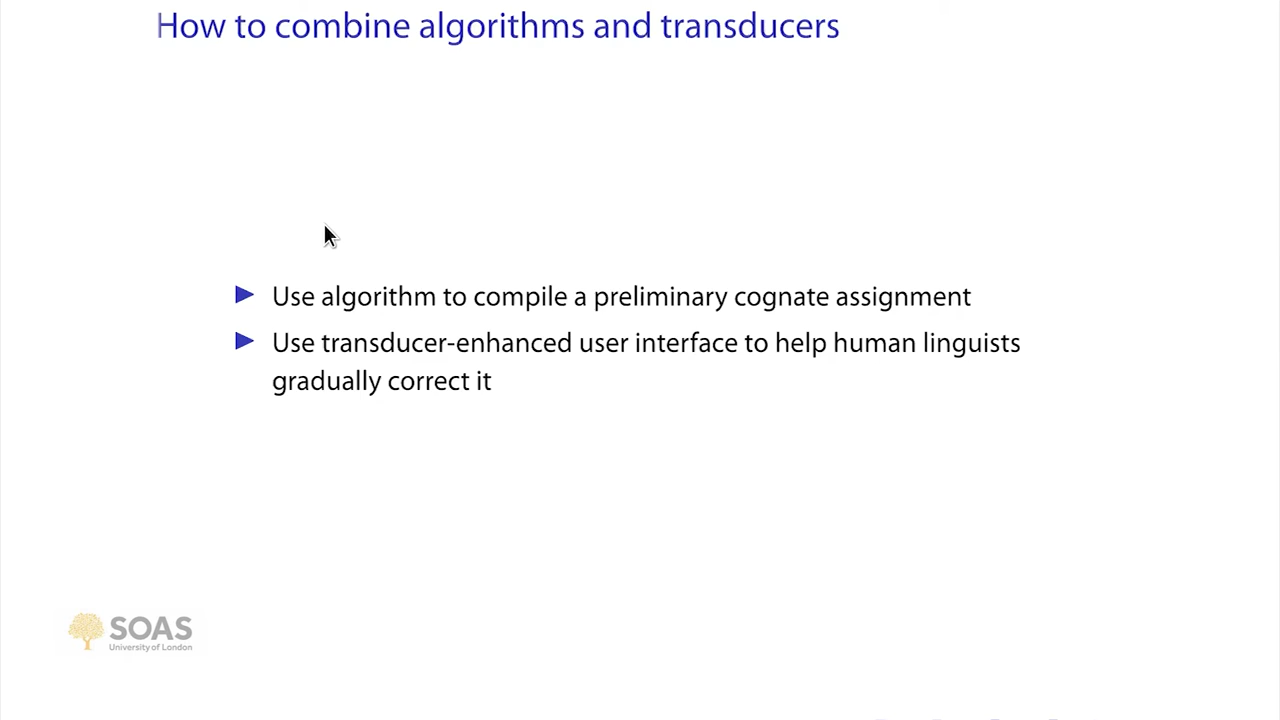 How to combine algorithms and transducers
Use algorithm to compile a preliminary cognate assignment
Use transducer-enhanced user interface to help human linguists
gradually correct it
SOAS
University of London